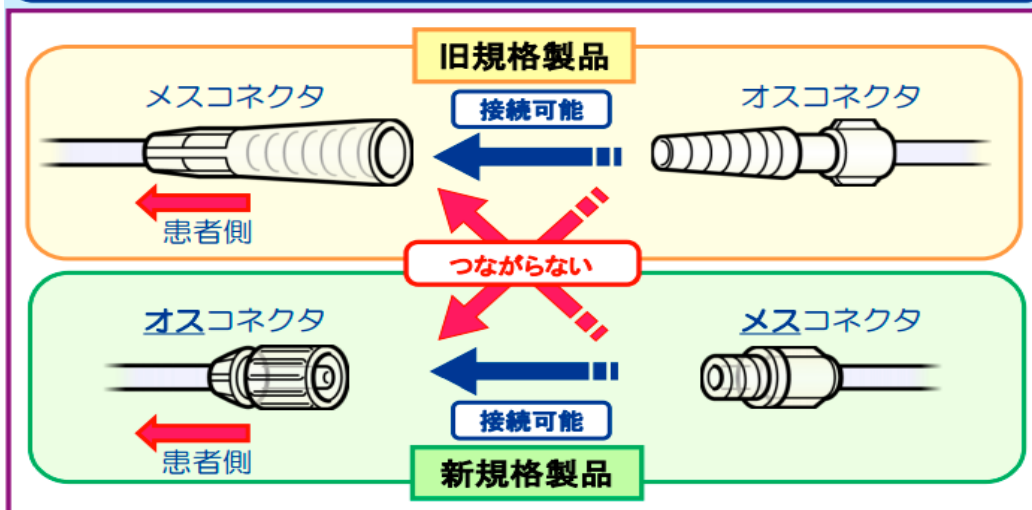 旧規格製品
メスコネクタ
接続可能
オスコネクタ
患者側
つながらない
オスコネクタ
メスコネクタ
接続可能
患者側
新規格製品